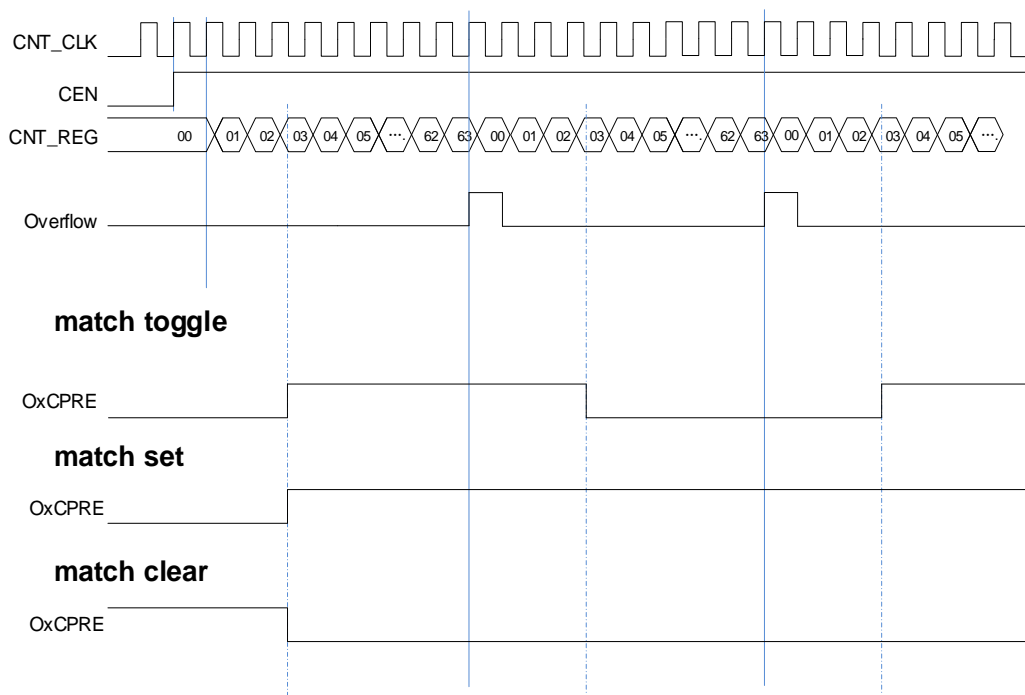 CNT_CLK
CEN
CNT_REG 00 01 02 03 04 05 ···. 62 63 00 01 02 03 04 05 ···. 62 63 00 01 02 03 04 05 ···.
Overflow
match toggle
OxCPRE
match set
OxCPRE
match clear
OxCPRE